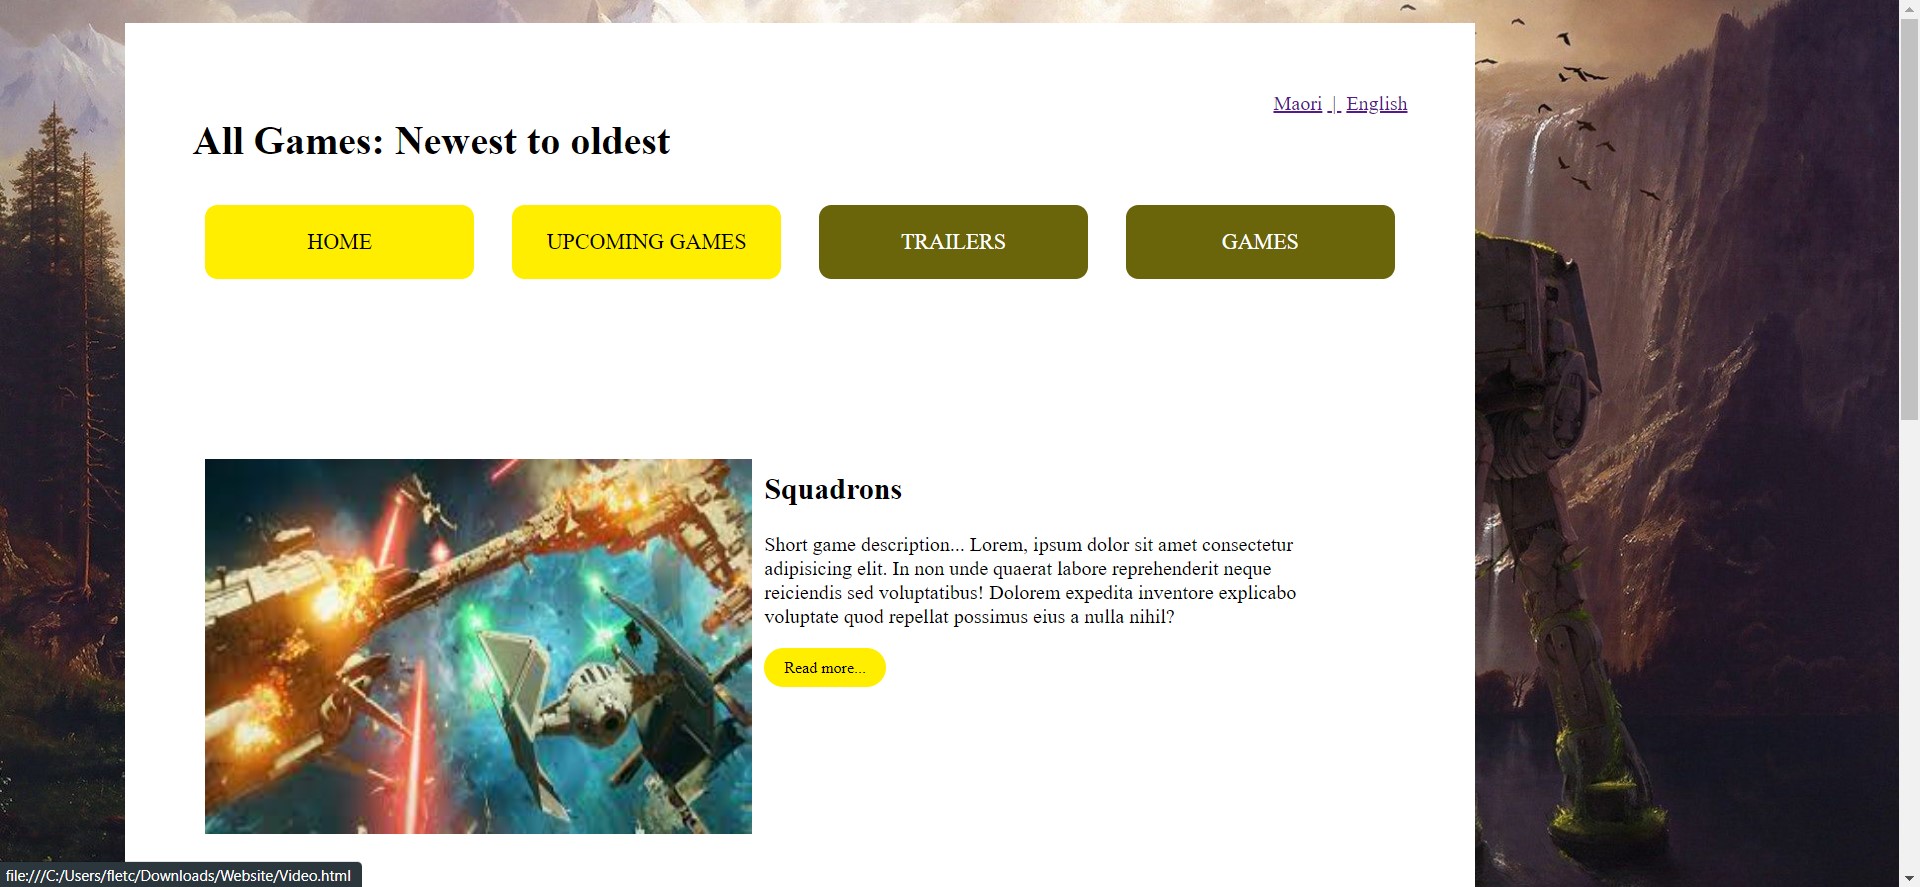 Maori | English
All Games: Newest to oldest
HOME
UPCOMING GAMES
TRAILERS
GAMES
Squadrons
Short game description... Lorem, ipsum dolor sit amet consectetur
adipisicing elit. In non unde quaerat labore reprehenderit neque
reiciendis sed voluptatibus! Dolorem expedita inventore explicabo
voluptate quod repellat possimus eius a nulla nihil?
Read more...
file:///C:/Users/fletc/Downloads/Website/Video.html